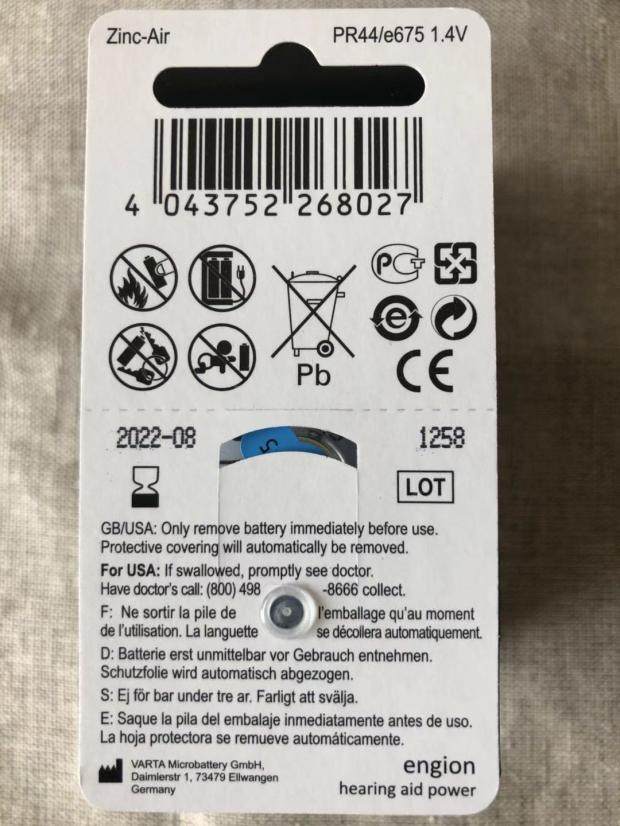 Zinc-Air
PR44/e675 1.4V
4 043752 268027
Pb
CE
2022-08
1258
LOT
GB/USA: Only remove battery immediately before use.
Protective covering will automatically be removed.
For USA: If swallowed, promptly see doctor.
Have doctor's call: (800) 498 -8666 collect.
F: Ne sortir la pile de l'emballage qu'au moment
de l'utilisation. La languette se décollera automatiquement.
D: Batterie erst unmittelbar vor Gebrauch entnehmen.
Schutzfolie wird automatisch abgezogen.
S: Ej för bar under tre ar. Farligt att svälja.
E: Saque la pila del embalaje inmediatamente antes de uso.
La hoja protectora se remueve automáticamente.
VARTA Microbattery GmbH,
Daimlerstr 1, 73479 Ellwangen
Germany
engion
hearing aid power